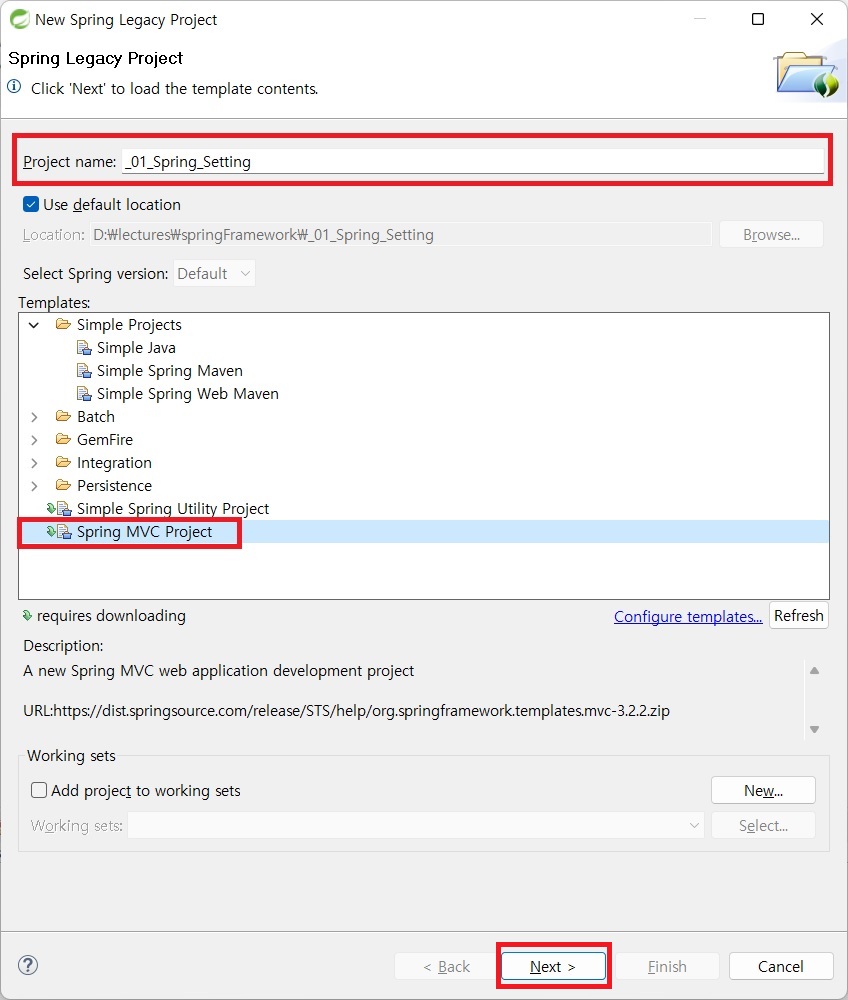 New Spring Legacy Project
Spring Legacy Project
Click 'Next' to load the template contents.
Project name: _01_Spring_Setting
Use default location
Location: D:₩lectures₩springFramework₩_01_Spring_Setting Browse...
Select Spring version: Default
Templates:
Simple Projects
Simple Java
Simple Spring Maven
Simple Spring Web Maven
Batch
GemFire
Integration
Persistence
Simple Spring Utility Project
Spring MVC Project
requires downloading Configure templates... Refresh
Description:
A new Spring MVC web application development project
URL:https://dist.springsource.com/release/STS/help/org.springframework.templates.mvc-3.2.2.zip
Working sets
Add project to working sets New...
Working sets: Select...
? < Back Next > Finish Cancel